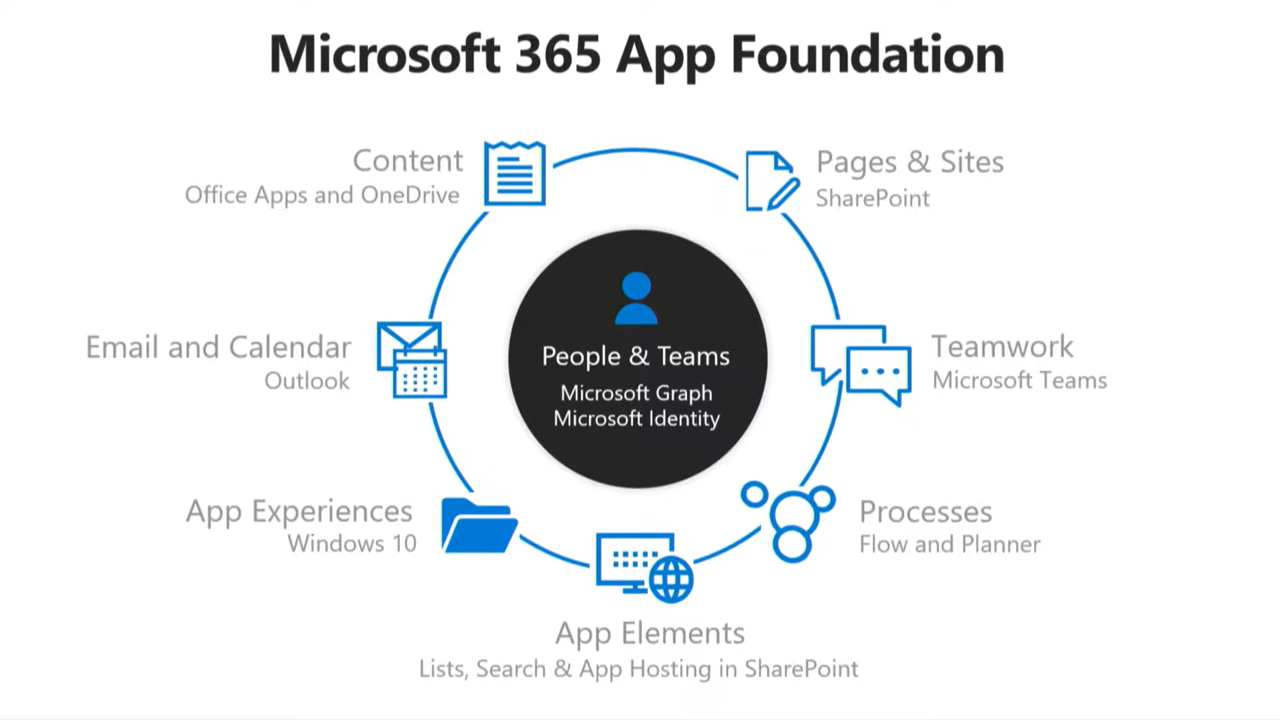 Microsoft 365 App Foundation
Content
Office Apps and OneDrive
Pages & Sites
SharePoint
Email and Calendar
Outlook
People & Teams
Microsoft Graph
Microsoft Identity
Teamwork
Microsoft Teams
App Experiences
Windows 10
Processes
Flow and Planner
App Elements
Lists, Search & App Hosting in SharePoint